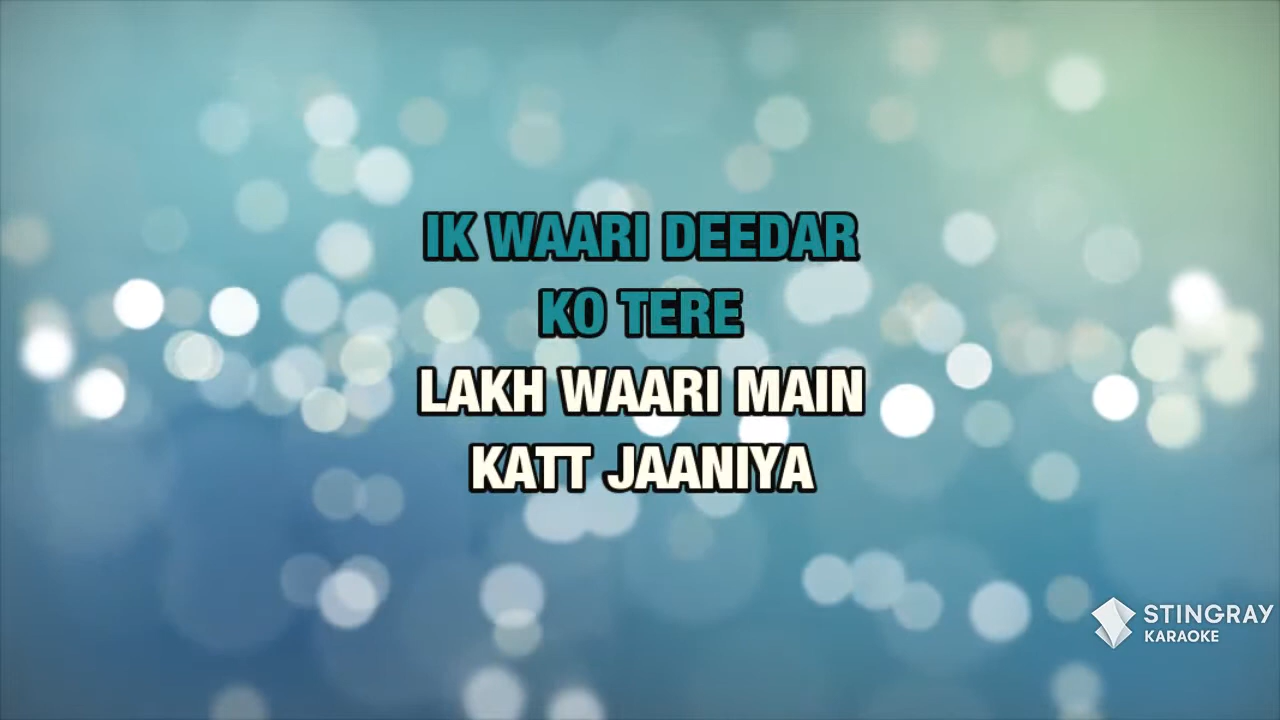 IK WAARI DEEDAR
KO TERE
LAKH WAARI MAIN
KATT JAANIYA
STINGRAY
KARAOKE